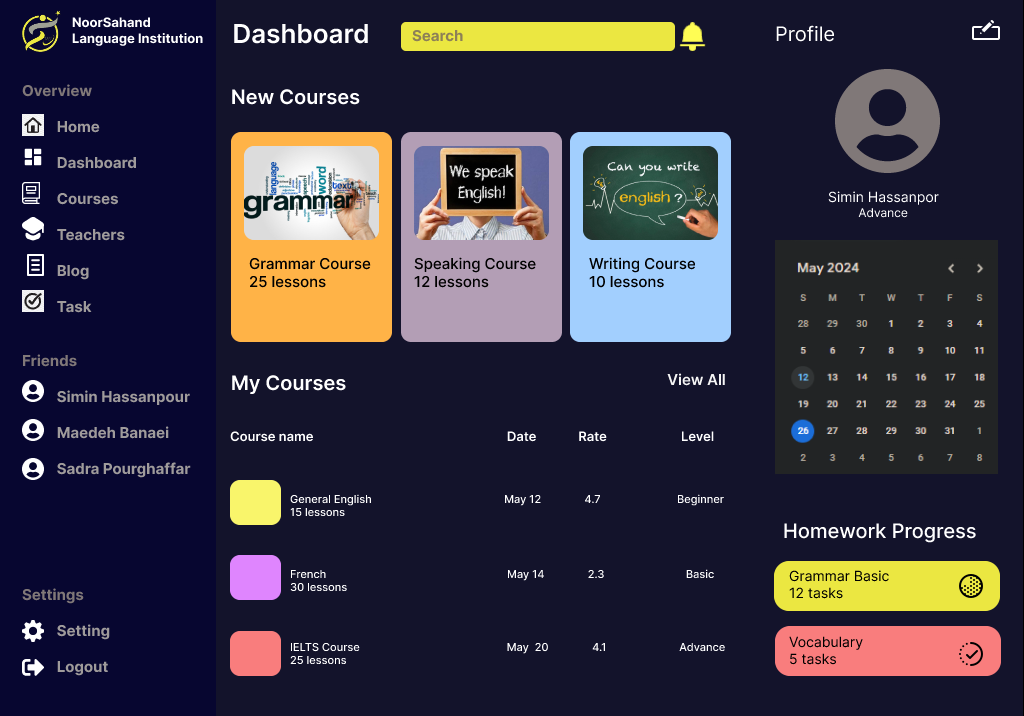 NoorSahand
Language Institution
Overview
Home
Dashboard
Courses
Teachers
Blog
Task
Friends
Simin Hassanpour
Maedeh Banaei
Sadra Pourghaffar
Settings
Setting
Logout
Dashboard
Search
New Courses
language
word
text
grammar
Grammar Course
25 lessons
We speak
English!
Speaking Course
12 lessons
Can you write
english ?
Writing Course
10 lessons
My Courses
View All
Course name Date Rate Level
General English
15 lessons
May 12 4.7 Beginner
French
30 lessons
May 14 2.3 Basic
IELTS Course
25 lessons
May 20 4.1 Advance
Profile
Simin Hassanpor
Advance
May 2024
S M T W T F S
28 29 30 1 2 3 4
5 6 7 8 9 10 11
12 13 14 15 16 17 18
19 20 21 22 23 24 25
26 27 28 29 30 31 1
2 3 4 5 6 7 8
Homework Progress
Grammar Basic
12 tasks
Vocabulary
5 tasks